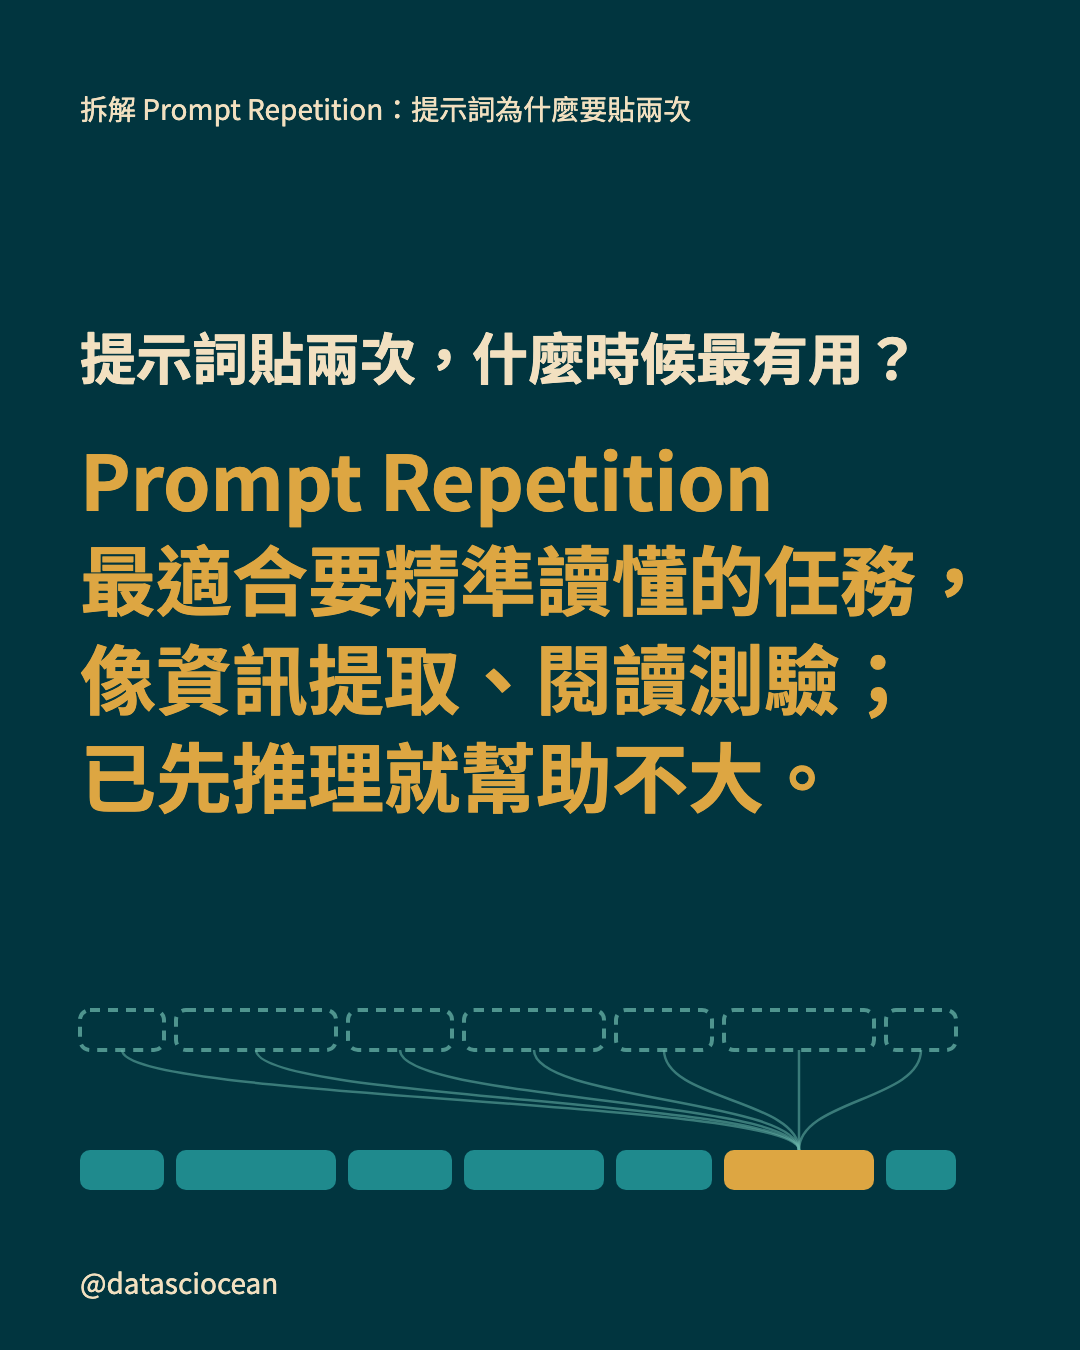 拆解 Prompt Repetition：提示詞為什麼要貼兩次
提示詞貼兩次，什麼時候最有用？
Prompt Repetition
最適合要精準讀懂的任務，
像資訊提取、閱讀測驗；
已先推理就幫助不大。
@datasciocean